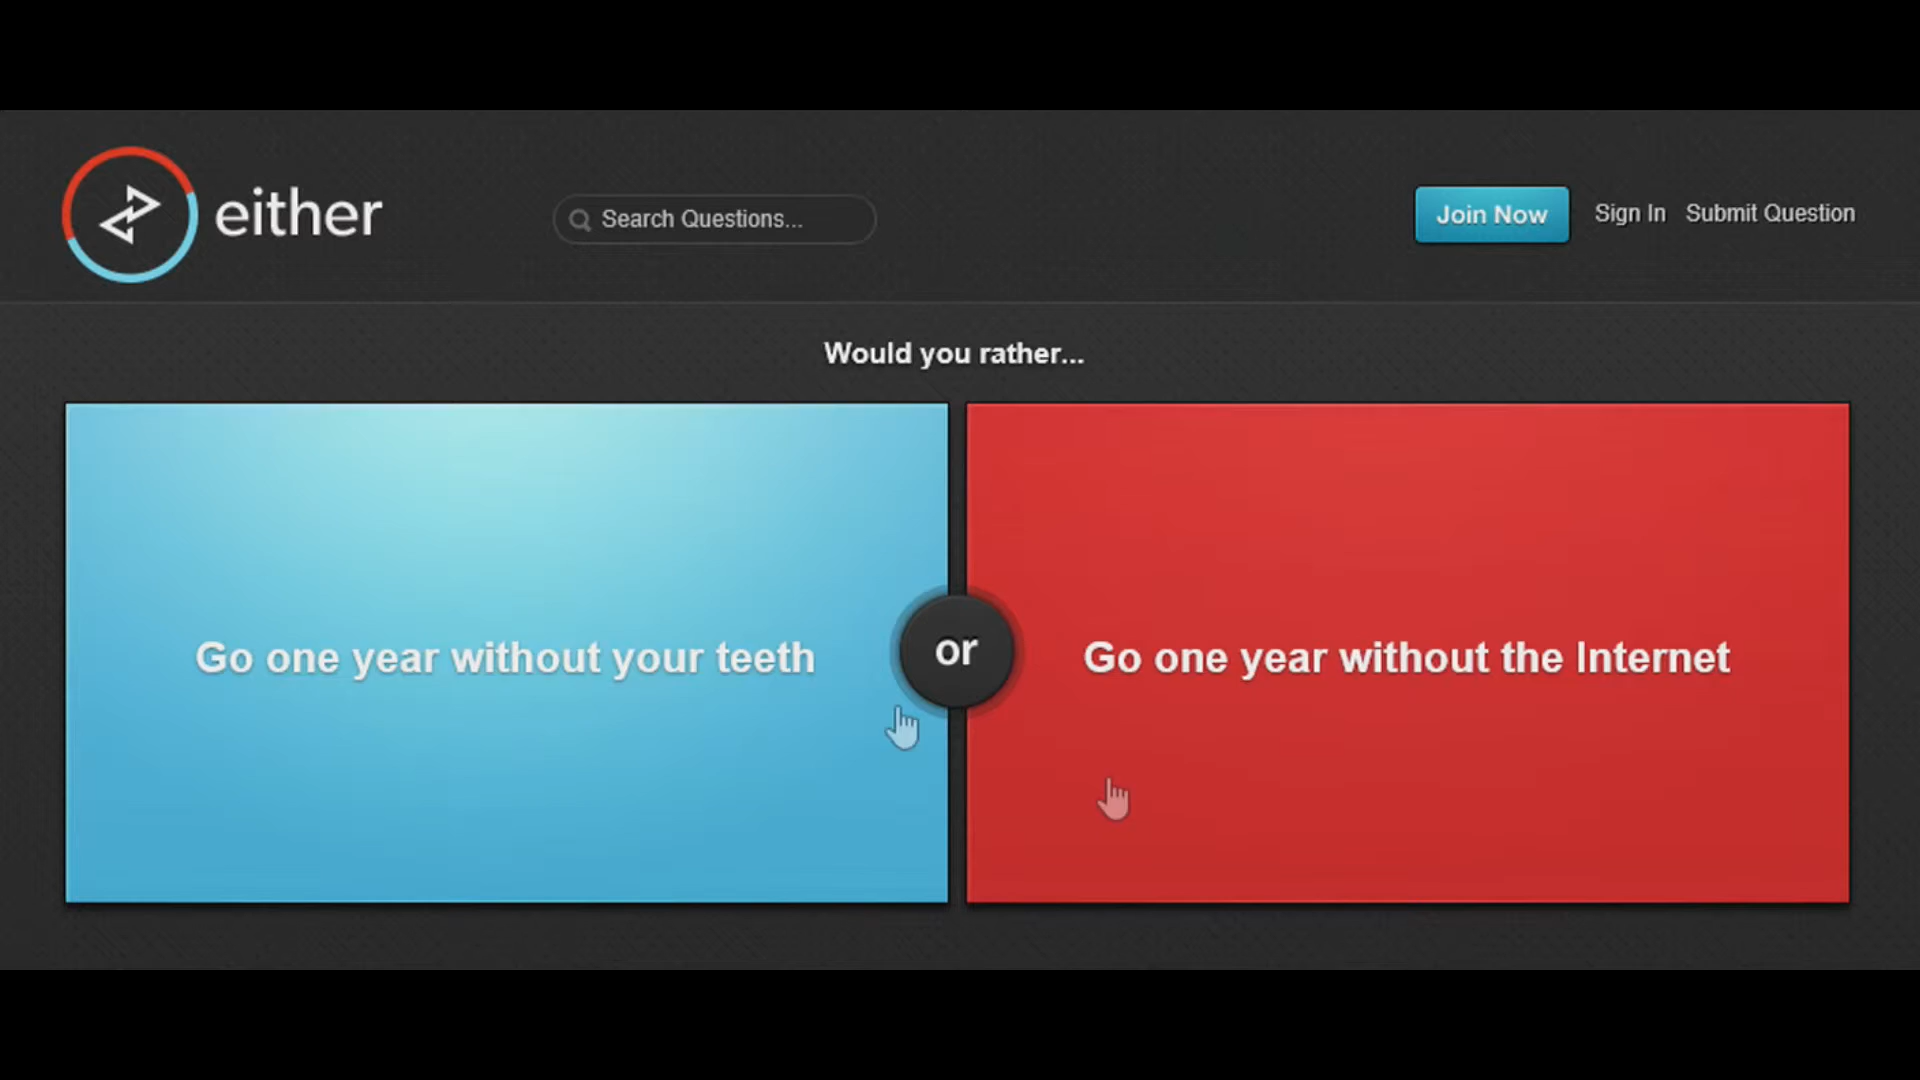 either
Search Questions...
Join Now
Sign In
Submit Question
Would you rather...
Go one year without your teeth
or
Go one year without the Internet